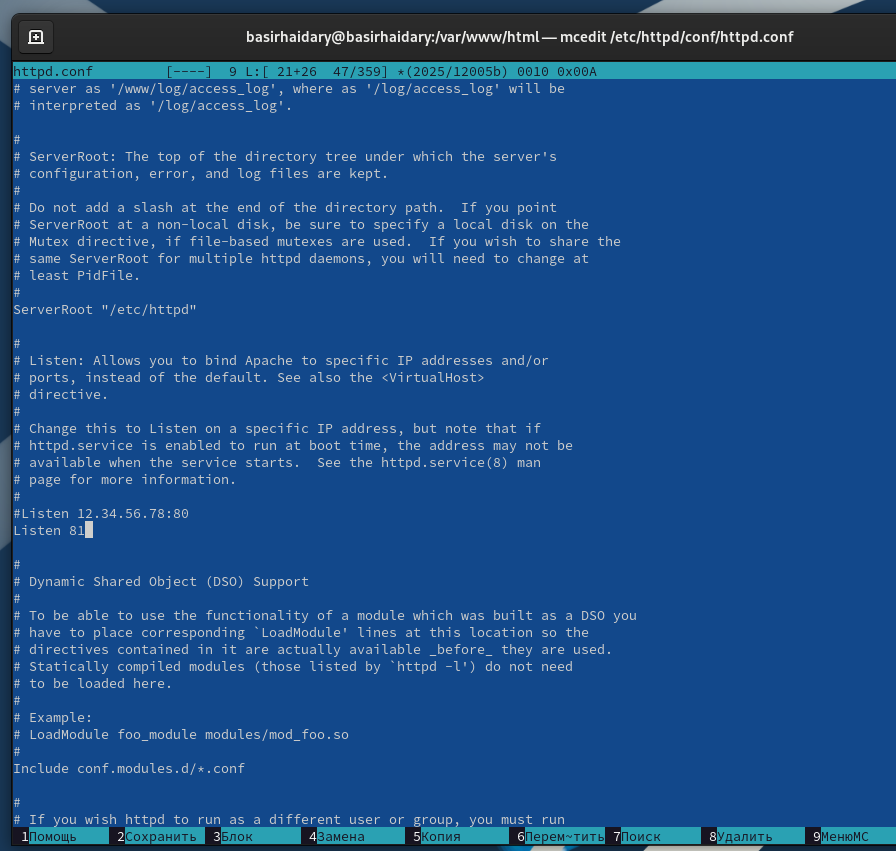 basirhaidary@basirhaidary:/var/www/html — mcedit /etc/httpd/conf/httpd.conf
httpd.conf         [----]  9 L:[ 21+26  47/359] *(2025/12005b) 0010 0x00A
# server as '/www/log/access_log', where as '/log/access_log' will be
# interpreted as '/log/access_log'.
#
# ServerRoot: The top of the directory tree under which the server's
# configuration, error, and log files are kept.
#
# Do not add a slash at the end of the directory path.  If you point
# ServerRoot at a non-local disk, be sure to specify a local disk on the
# Mutex directive, if file-based mutexes are used.  If you wish to share the
# same ServerRoot for multiple httpd daemons, you will need to change at
# least PidFile.
#
ServerRoot "/etc/httpd"
#
# Listen: Allows you to bind Apache to specific IP addresses and/or
# ports, instead of the default. See also the <VirtualHost>
# directive.
#
# Change this to Listen on a specific IP address, but note that if
# httpd.service is enabled to run at boot time, the address may not be
# available when the service starts.  See the httpd.service(8) man
# page for more information.
#
#Listen 12.34.56.78:80
Listen 81
#
# Dynamic Shared Object (DSO) Support
#
# To be able to use the functionality of a module which was built as a DSO you
# have to place corresponding `LoadModule' lines at this location so the
# directives contained in it are actually available _before_ they are used.
# Statically compiled modules (those listed by `httpd -l') do not need
# to be loaded here.
#
# Example:
# LoadModule foo_module modules/mod_foo.so
#
Include conf.modules.d/*.conf
#
# If you wish httpd to run as a different user or group, you must run
1Помощь 2Сохранить 3Блок 4Замена 5Копия 6Перем~тить 7Поиск 8Удалить 9МенюМС